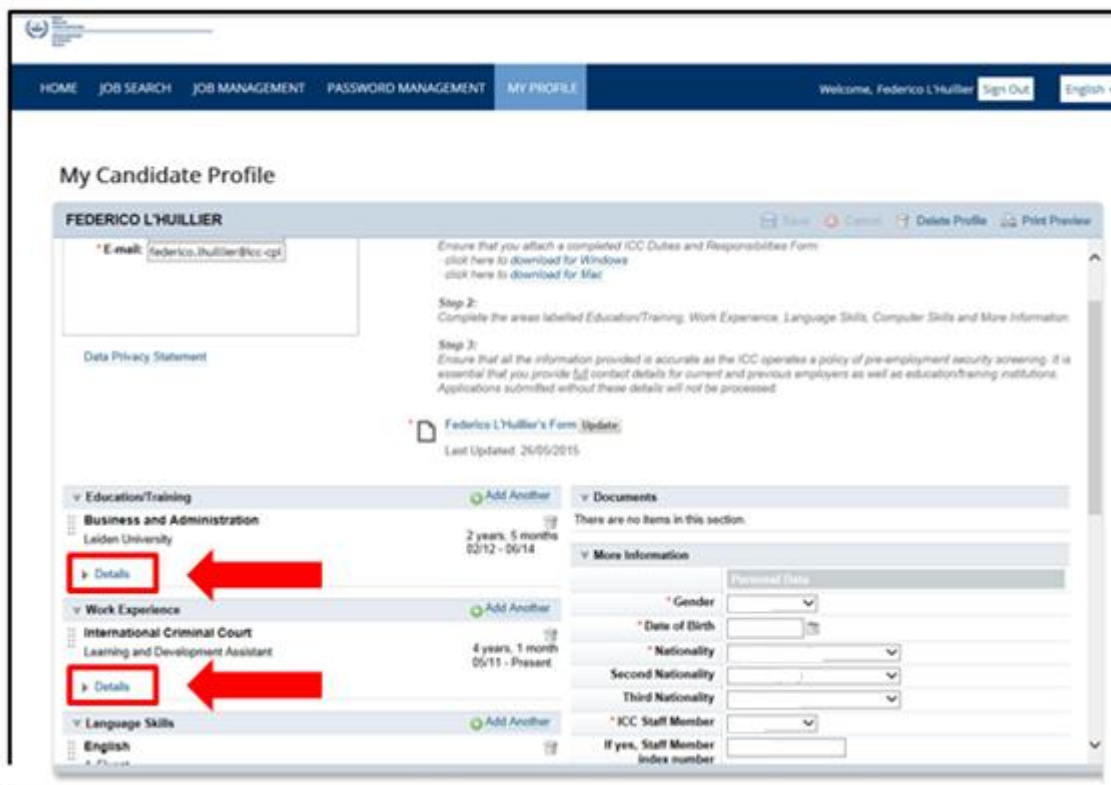 HOME JOB SEARCH JOB MANAGEMENT PASSWORD MANAGEMENT MY PROFILE Welcome, Federico L'Huillier Sign Out English
My Candidate Profile
FEDERICO L'HUILLIER Save Cancel Delete Profile Print Preview
*E-mail: federico.lhuillier@icc-cpi
Ensure that you attach a completed ICC Duties and Responsibilities Form
click here to download for Windows
click here to download for Mac
Step 2:
Complete the areas labelled Education/Training, Work Experience, Language Skills, Computer Skills and More Information.
Step 3:
Ensure that all the information provided is accurate as the ICC operates a policy of pre-employment security screening. It is
essential that you provide full contact details for current and previous employers as well as education/training institutions.
Applications submitted without these details will not be processed.
Data Privacy Statement
* Federico L'Huillier's Form Update
Last Updated: 26/05/2015
Education/Training Add Another
Business and Administration
Leiden University
2 years, 5 months
02/12 - 06/14
Details
Work Experience Add Another
International Criminal Court
Learning and Development Assistant
4 years, 1 month
05/11 - Present
Details
Language Skills Add Another
English
Documents
There are no items in this section.
More Information
Personal Data
*Gender
*Date of Birth
*Nationality
Second Nationality
Third Nationality
*ICC Staff Member
If yes, Staff Member
index number